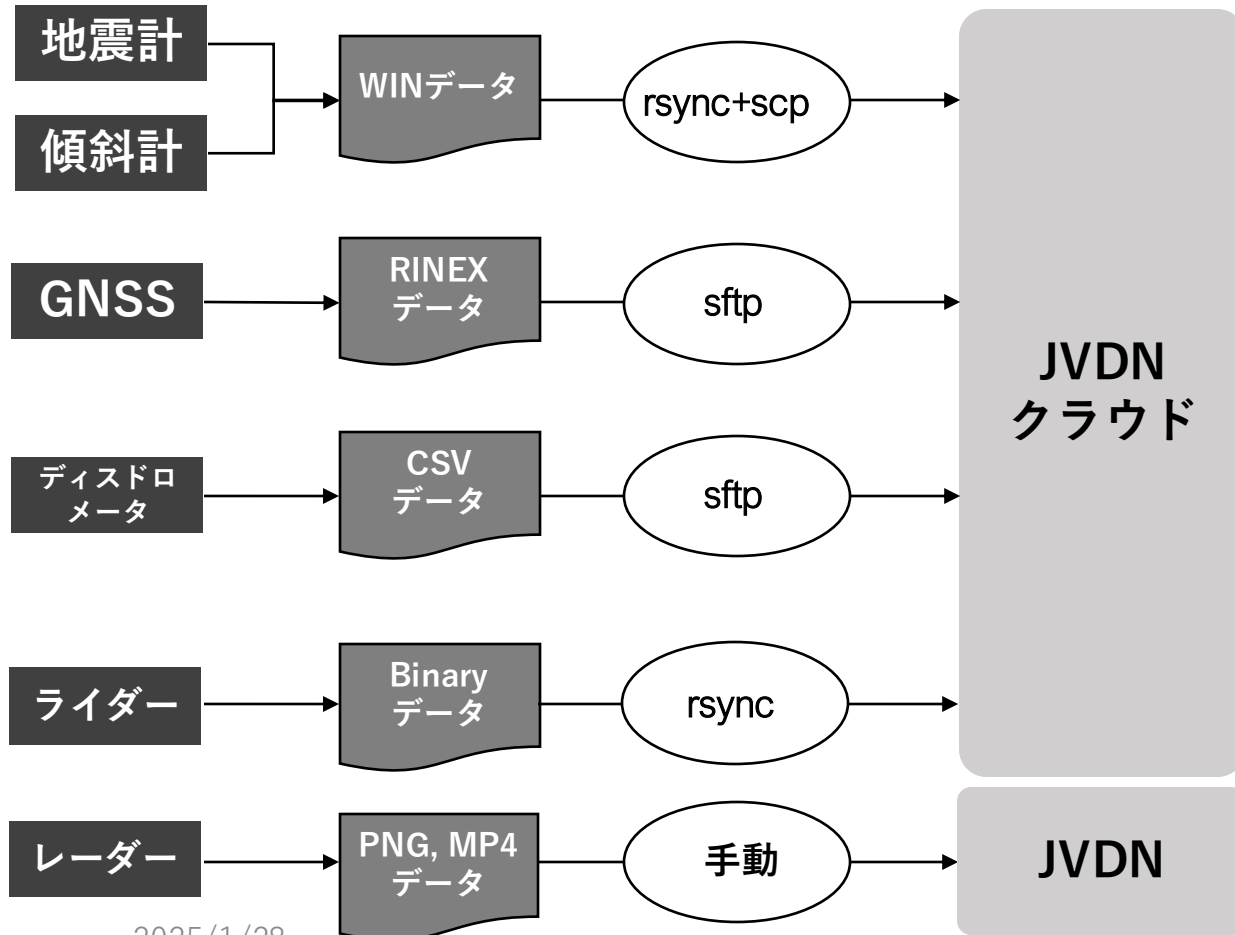 地震計
傾斜計
WINデータ
rsync+scp
GNSS
RINEX
データ
sftp
JVDN
クラウド
ディスドロ
メータ
CSV
データ
sftp
ライダー
Binary
データ
rsync
レーダー
PNG, MP4
データ
手動
JVDN
2025/1/28